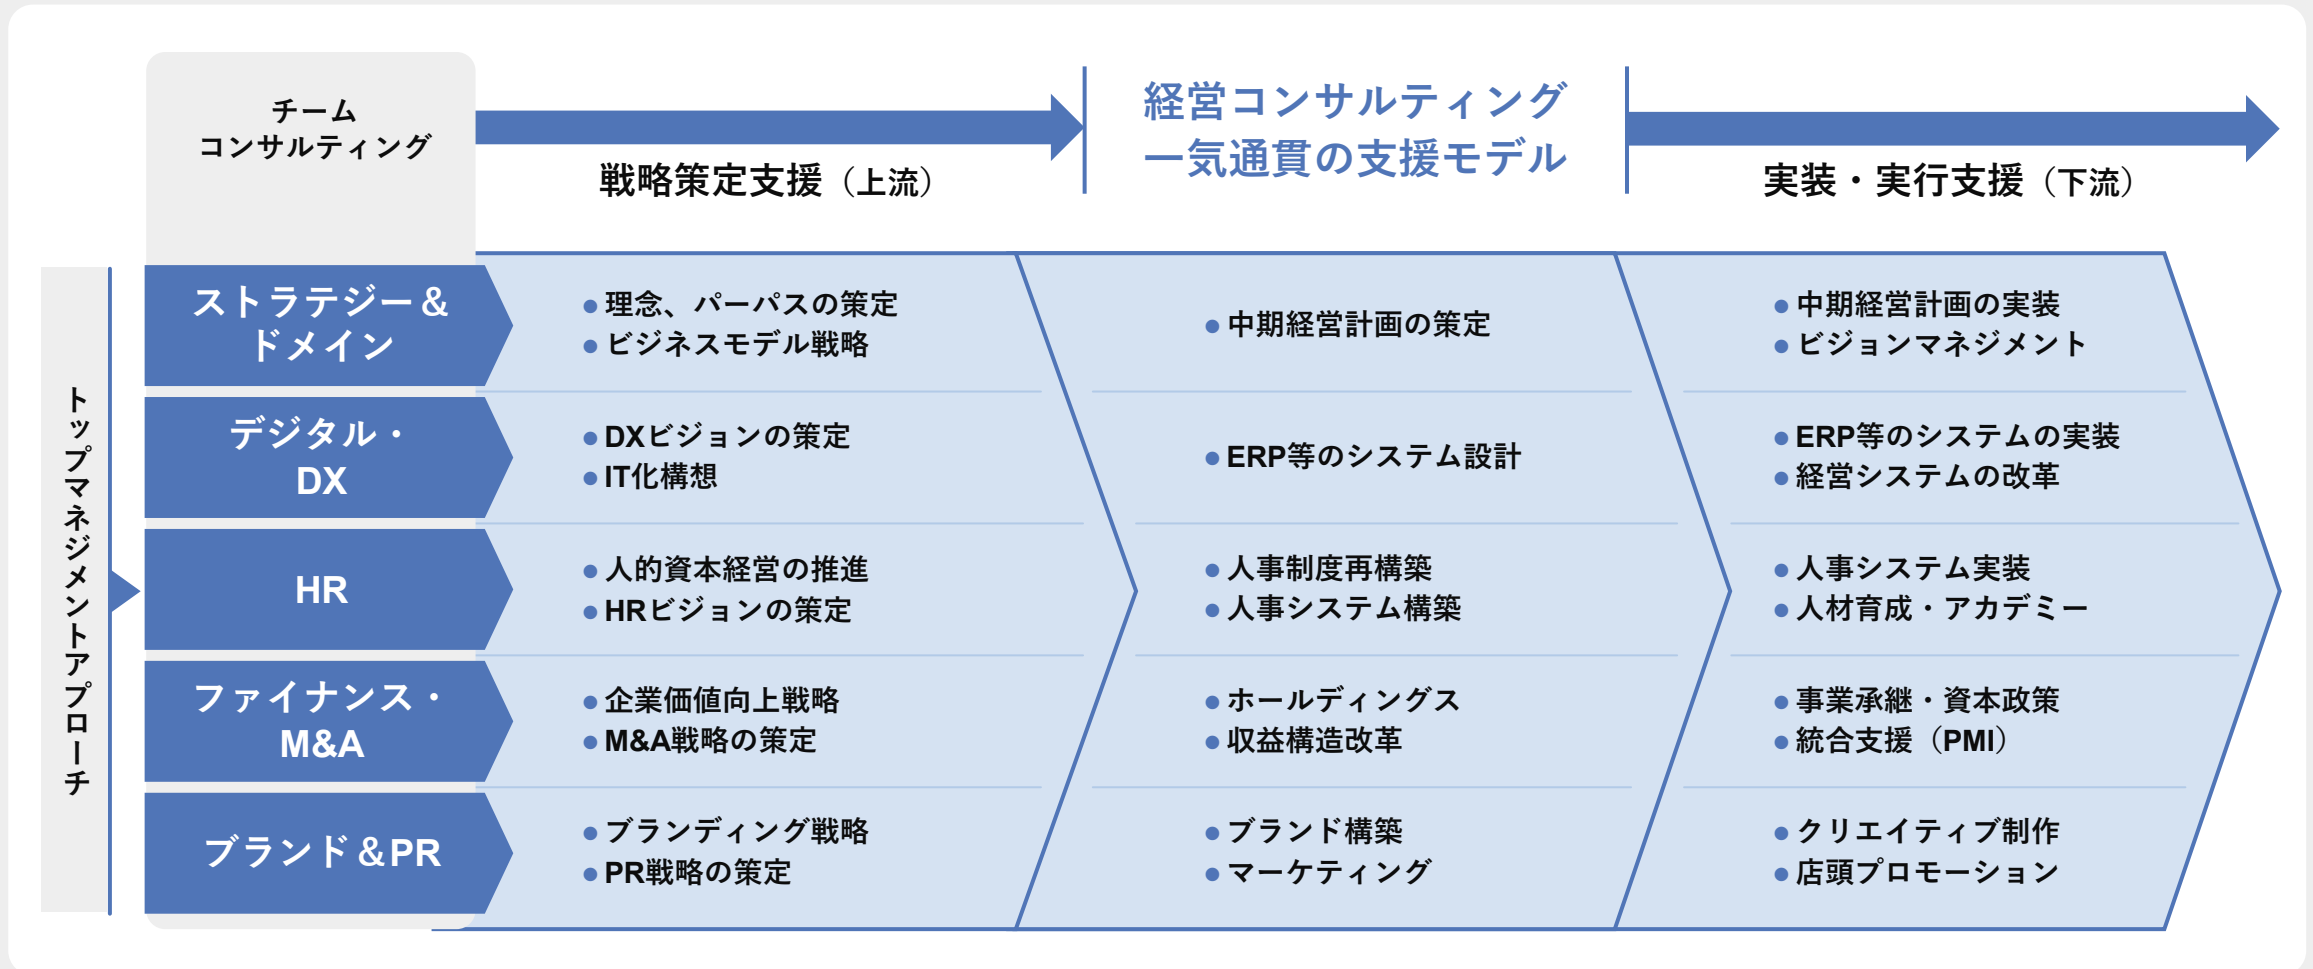 チーム
コンサルティング
戦略策定支援（上流）
経営コンサルティング
一気通貫の支援モデル
実装・実行支援（下流）
トップマネジメントアプローチ
ストラテジー＆
ドメイン
●理念、パーパスの策定
●ビジネスモデル戦略
●中期経営計画の策定
●中期経営計画の実装
●ビジョンマネジメント
デジタル・
DX
●DXビジョンの策定
●IT化構想
●ERP等のシステム設計
●ERP等のシステムの実装
●経営システムの改革
HR
●人的資本経営の推進
●HRビジョンの策定
●人事制度再構築
●人事システム構築
●人事システム実装
●人材育成・アカデミー
ファイナンス・
M&A
●企業価値向上戦略
●M&A戦略の策定
●ホールディングス
●収益構造改革
●事業承継・資本政策
●統合支援（PMI）
ブランド＆PR
●ブランディング戦略
●PR戦略の策定
●ブランド構築
●マーケティング
●クリエイティブ制作
●店頭プロモーション